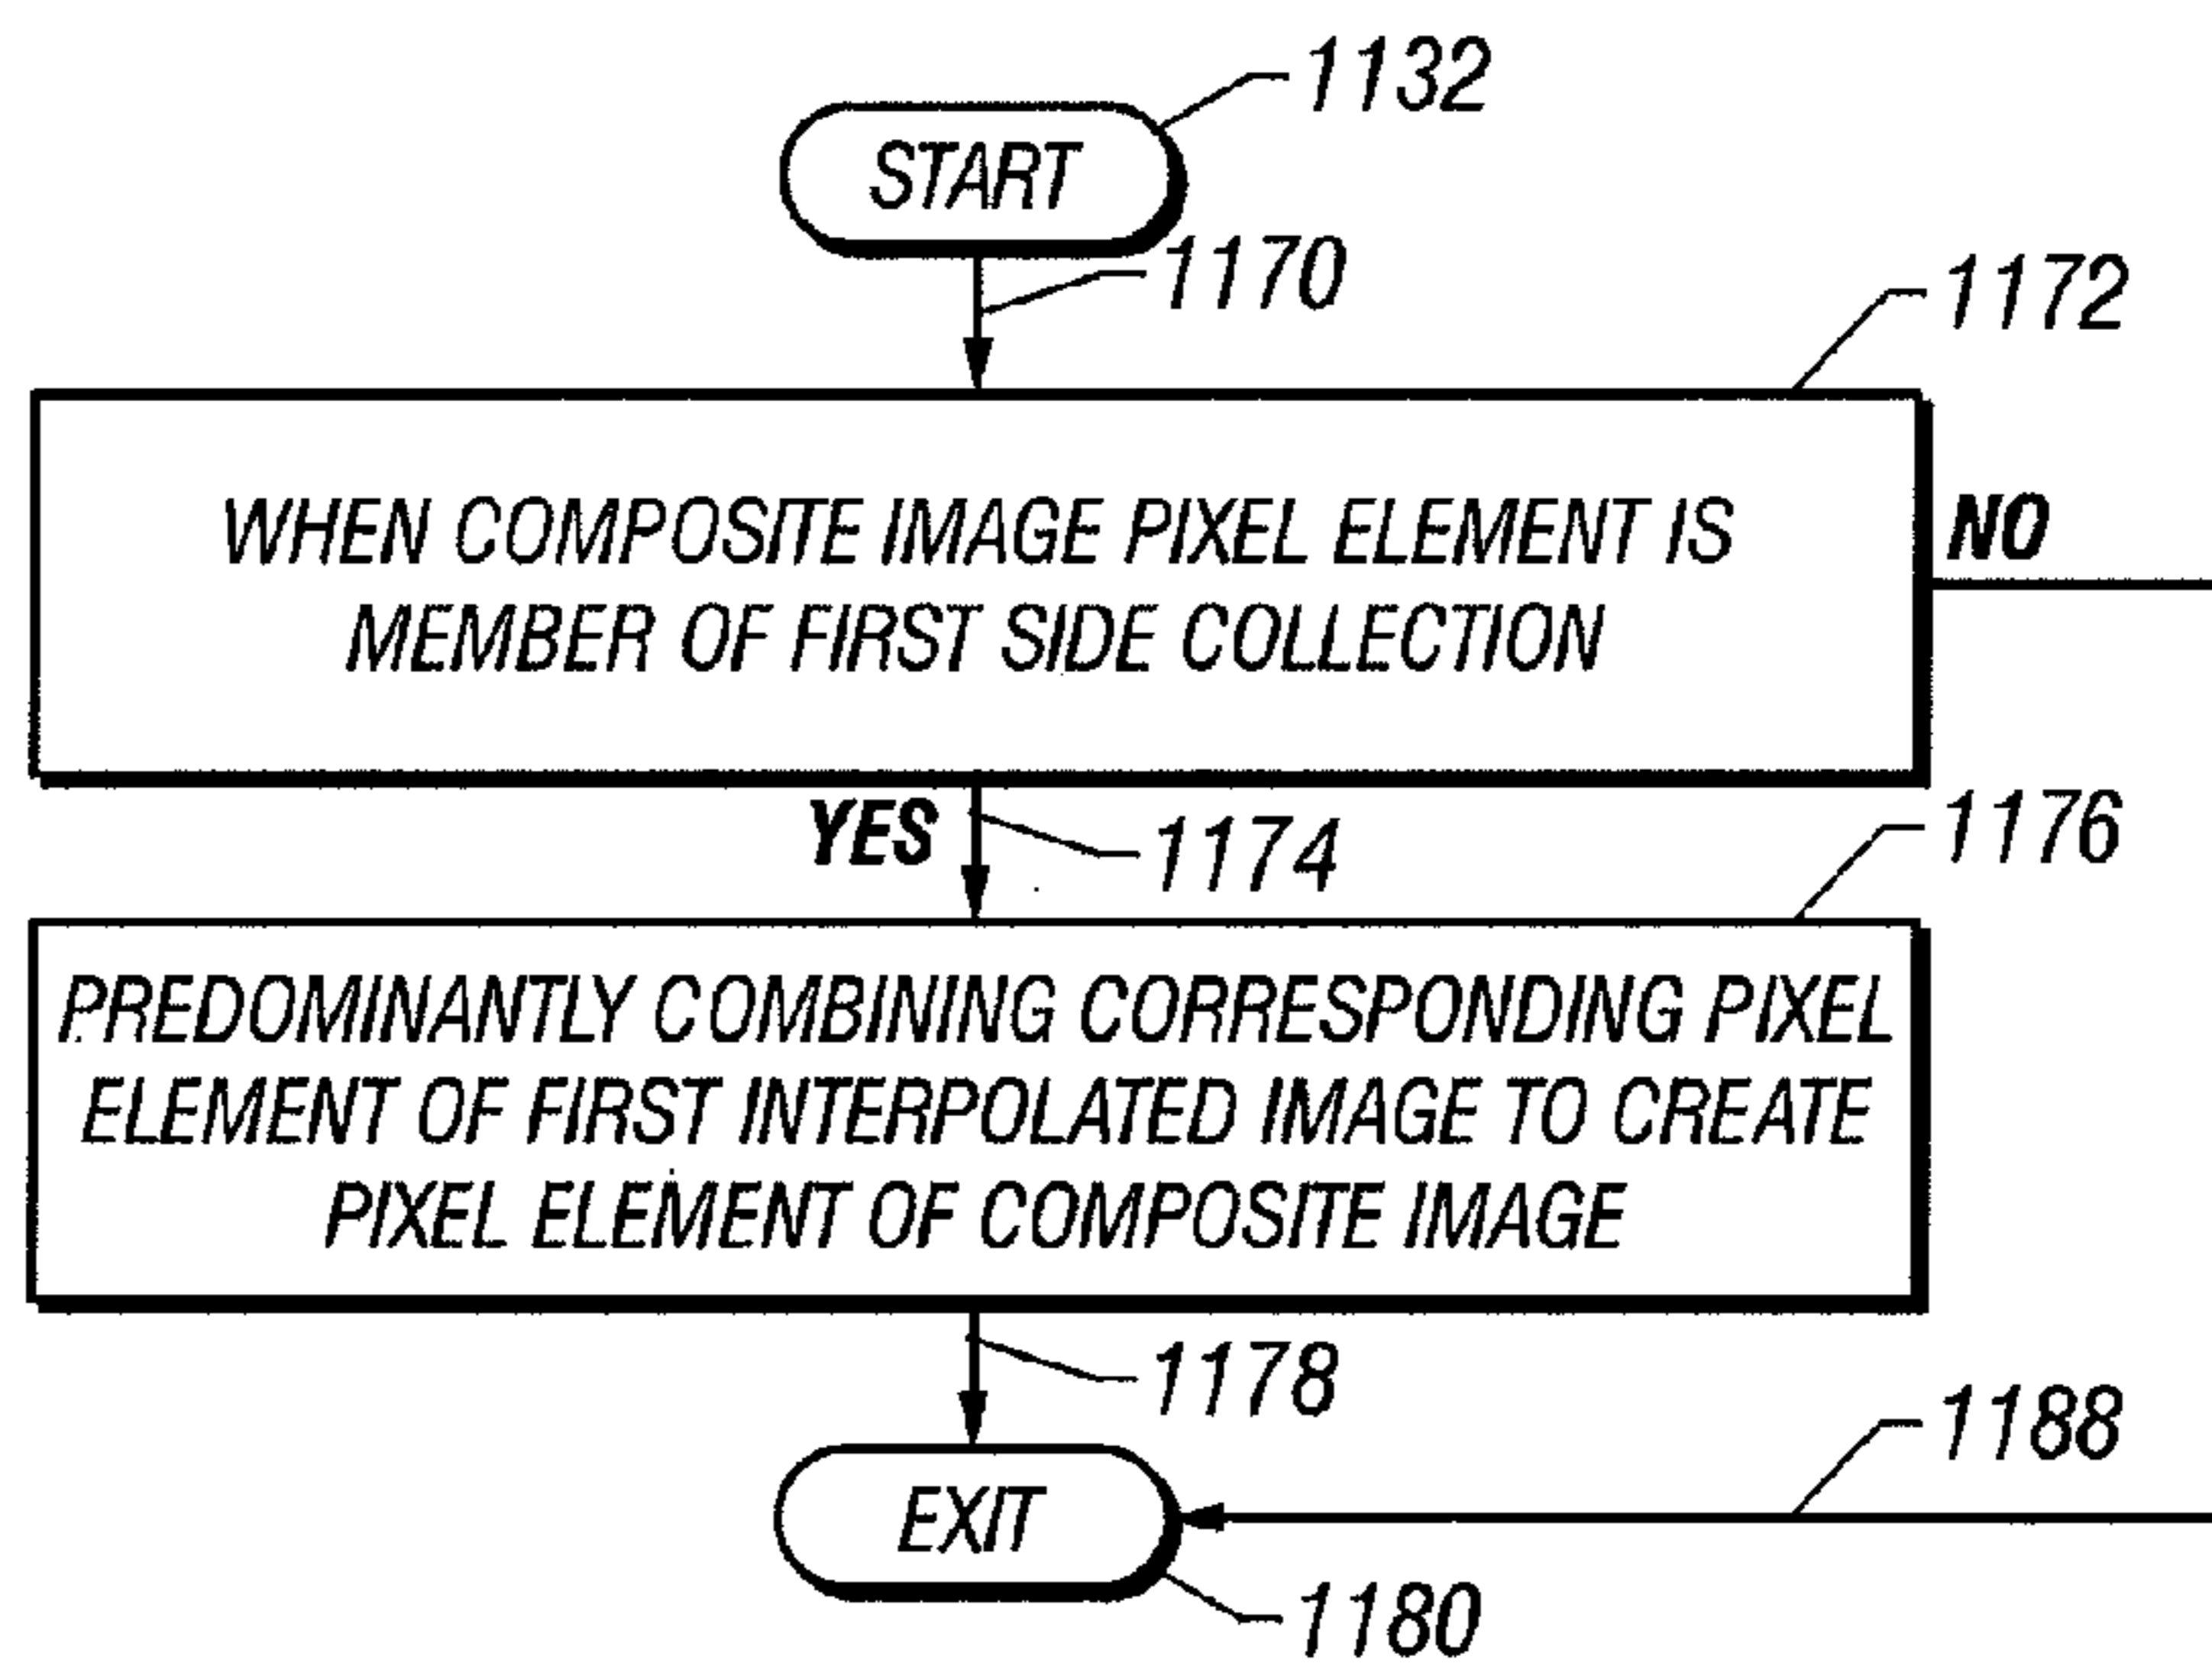 1132
START
1170
1172
WHEN COMPOSITE IMAGE PIXEL ELEMENT IS
MEMBER OF FIRST SIDE COLLECTION
NO
YES
1174
1176
PREDOMINANTLY COMBINING CORRESPONDING PIXEL
ELEMENT OF FIRST INTERPOLATED IMAGE TO CREATE
PIXEL ELEMENT OF COMPOSITE IMAGE
1178
1188
EXIT
1180